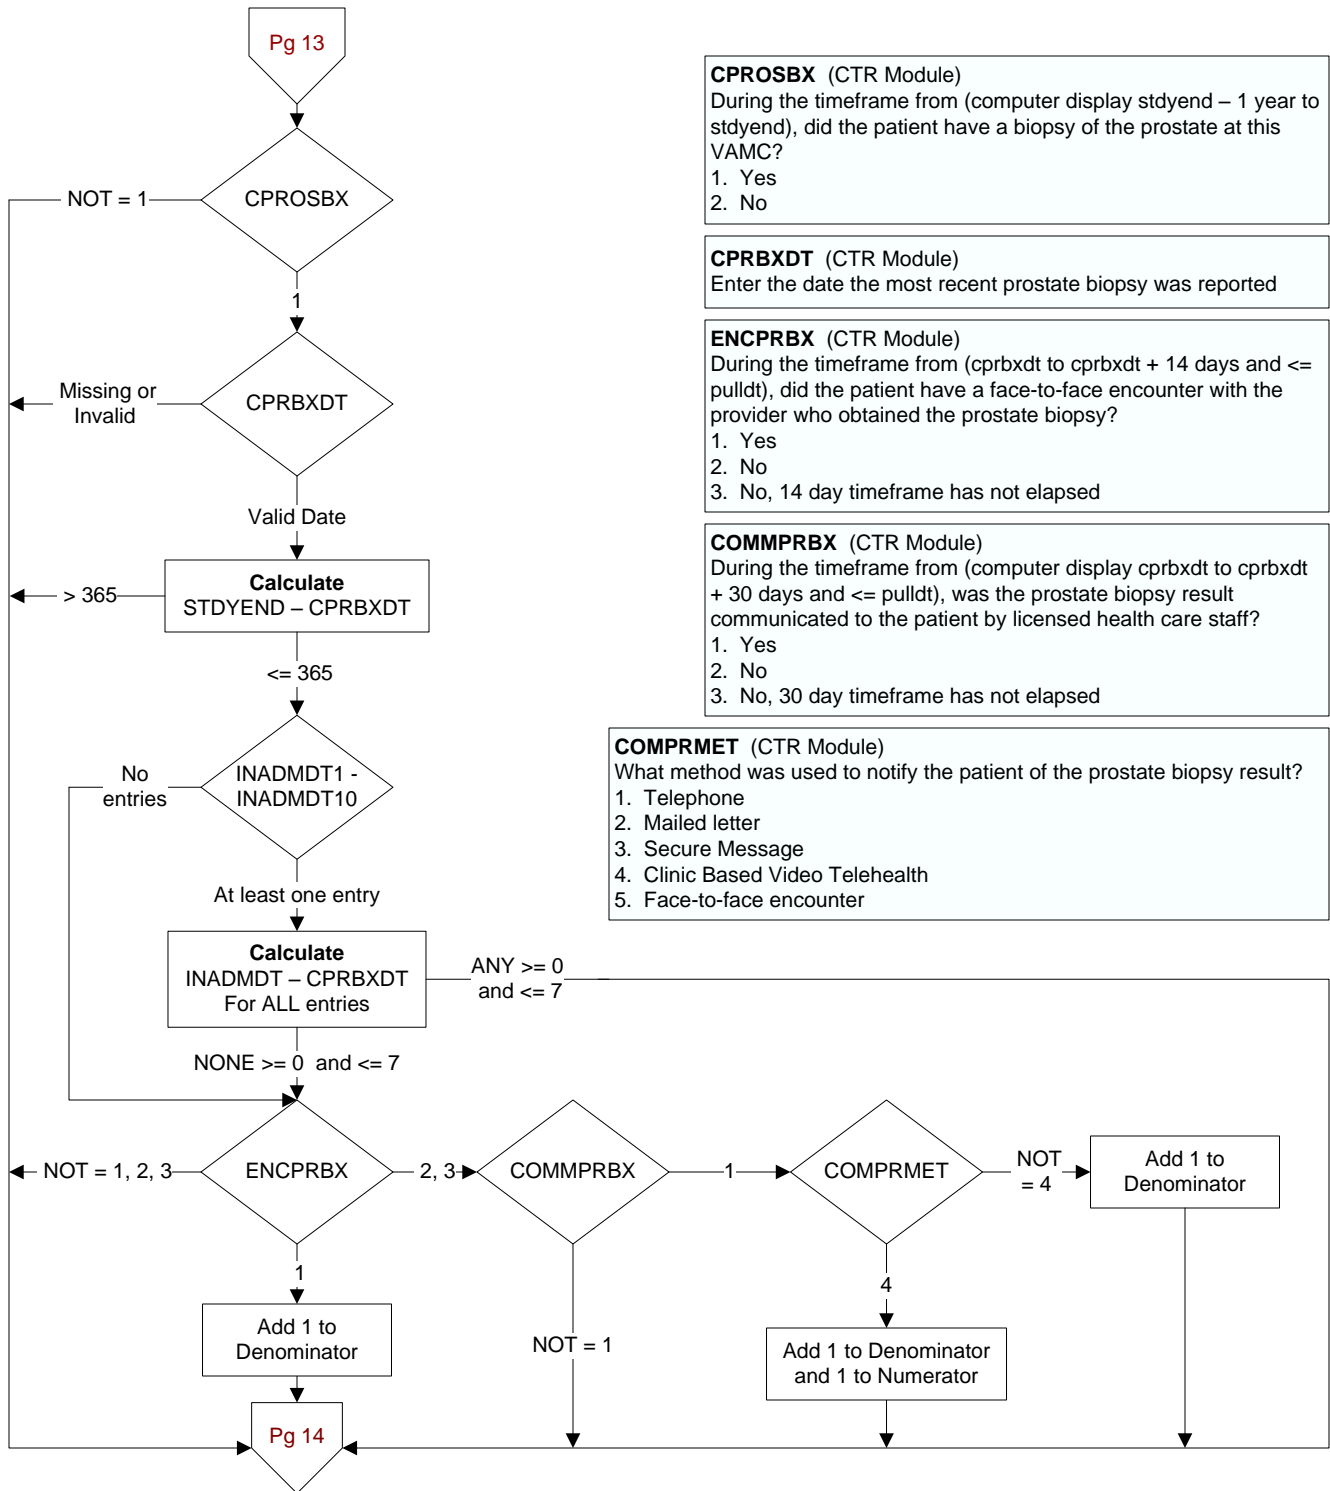 Pg 13
CPROSBX (CTR Module)
During the timeframe from (computer display stdyend – 1 year to
stdyend), did the patient have a biopsy of the prostate at this
VAMC?
1. Yes
2. No
NOT = 1
CPROSBX
1
CPRBXDT (CTR Module)
Enter the date the most recent prostate biopsy was reported
ENCPRBX (CTR Module)
During the timeframe from (cprbxdt to cprbxdt + 14 days and <=
pulldt), did the patient have a face-to-face encounter with the
provider who obtained the prostate biopsy?
1. Yes
2. No
3. No, 14 day timeframe has not elapsed
Missing or
Invalid
CPRBXDT
Valid Date
COMMPRBX (CTR Module)
During the timeframe from (computer display cprbxdt to cprbxdt
+ 30 days and <= pulldt), was the prostate biopsy result
communicated to the patient by licensed health care staff?
1. Yes
2. No
3. No, 30 day timeframe has not elapsed
> 365
Calculate
STDYEND – CPRBXDT
<= 365
COMPRMET (CTR Module)
What method was used to notify the patient of the prostate biopsy result?
1. Telephone
2. Mailed letter
3. Secure Message
4. Clinic Based Video Telehealth
5. Face-to-face encounter
No
entries
INADMDT1 -
INADMDT10
At least one entry
Calculate
INADMDT – CPRBXDT
For ALL entries
ANY >= 0
and <= 7
NONE >= 0 and <= 7
NOT = 1, 2, 3
ENCPRBX
2, 3
COMMPRBX
1
COMPRMET
NOT
= 4
Add 1 to
Denominator
1
4
Add 1 to
Denominator
NOT = 1
Add 1 to Denominator
and 1 to Numerator
Pg 14